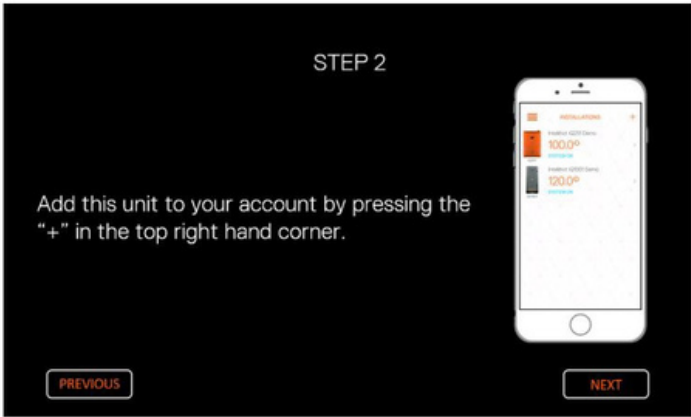 STEP 2
INSTALLATIONS +
100.0°
120.0°
Add this unit to your account by pressing the
“+” in the top right hand corner.
PREVIOUS
NEXT